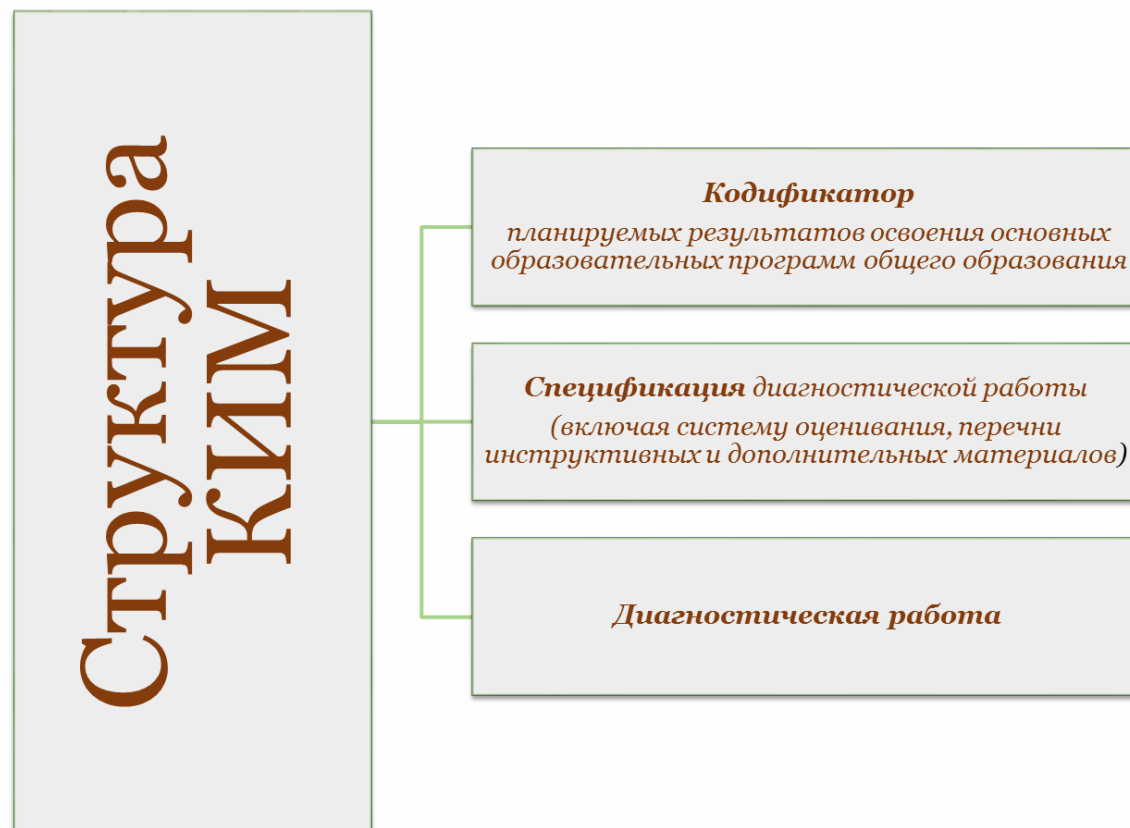 Структура
КИМ
Кодификатор
планируемых результатов освоения основных
образовательных программ общего образования
Спецификация диагностической работы
(включая систему оценивания, перечни
инструктивных и дополнительных материалов)
Диагностическая работа